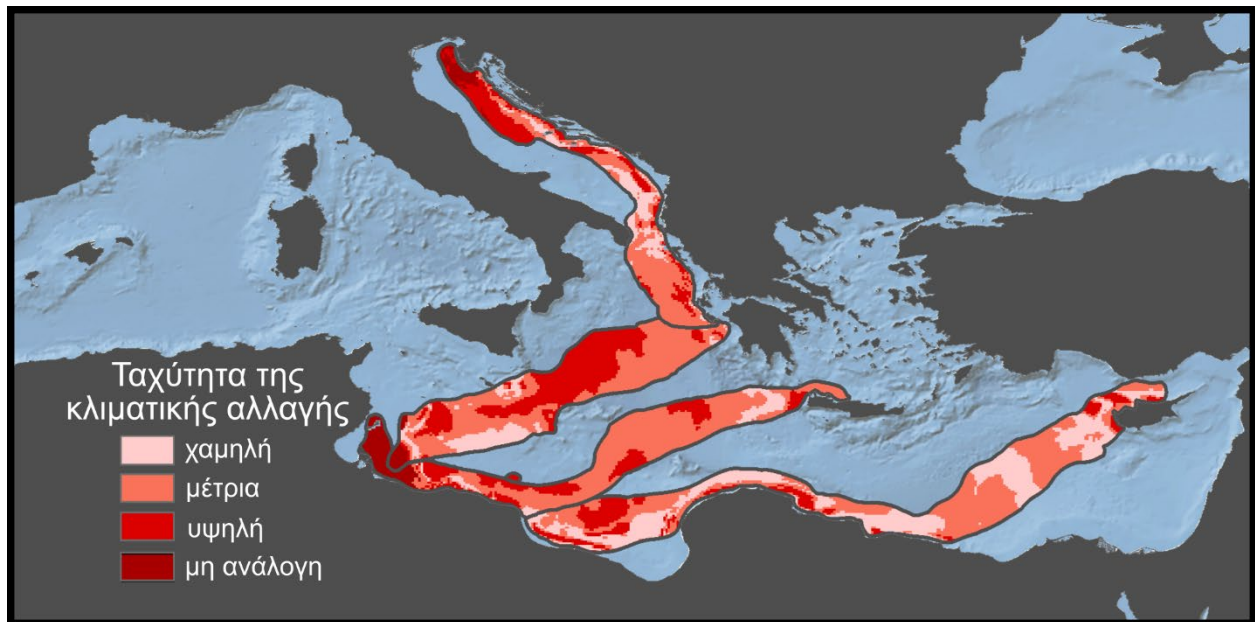 Ταχύτητα της
κλιματικής αλλαγής
χαμηλή
μέτρια
υψηλή
μη ανάλογη